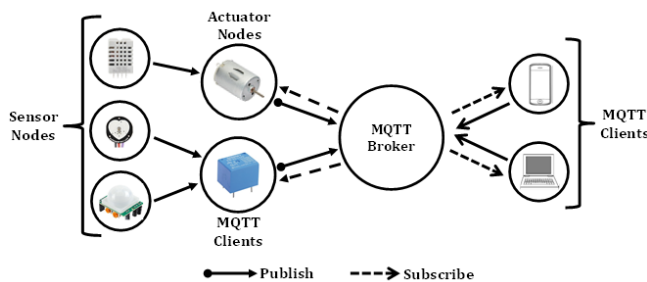 Actuator
Nodes
Sensor
Nodes
MQTT
Broker
MQTT
Clients
MQTT
Clients
Publish
Subscribe